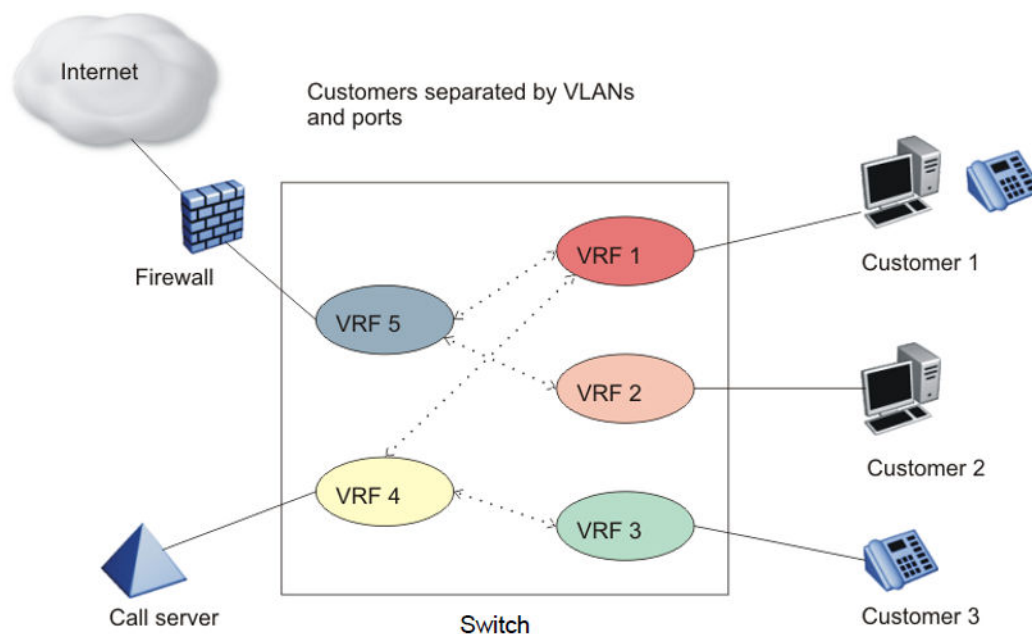 Internet
Customers separated by VLANs
and ports
Firewall
VRF 1
Customer 1
VRF 5
VRF 2
Customer 2
VRF 4
VRF 3
Call server
Customer 3
Switch